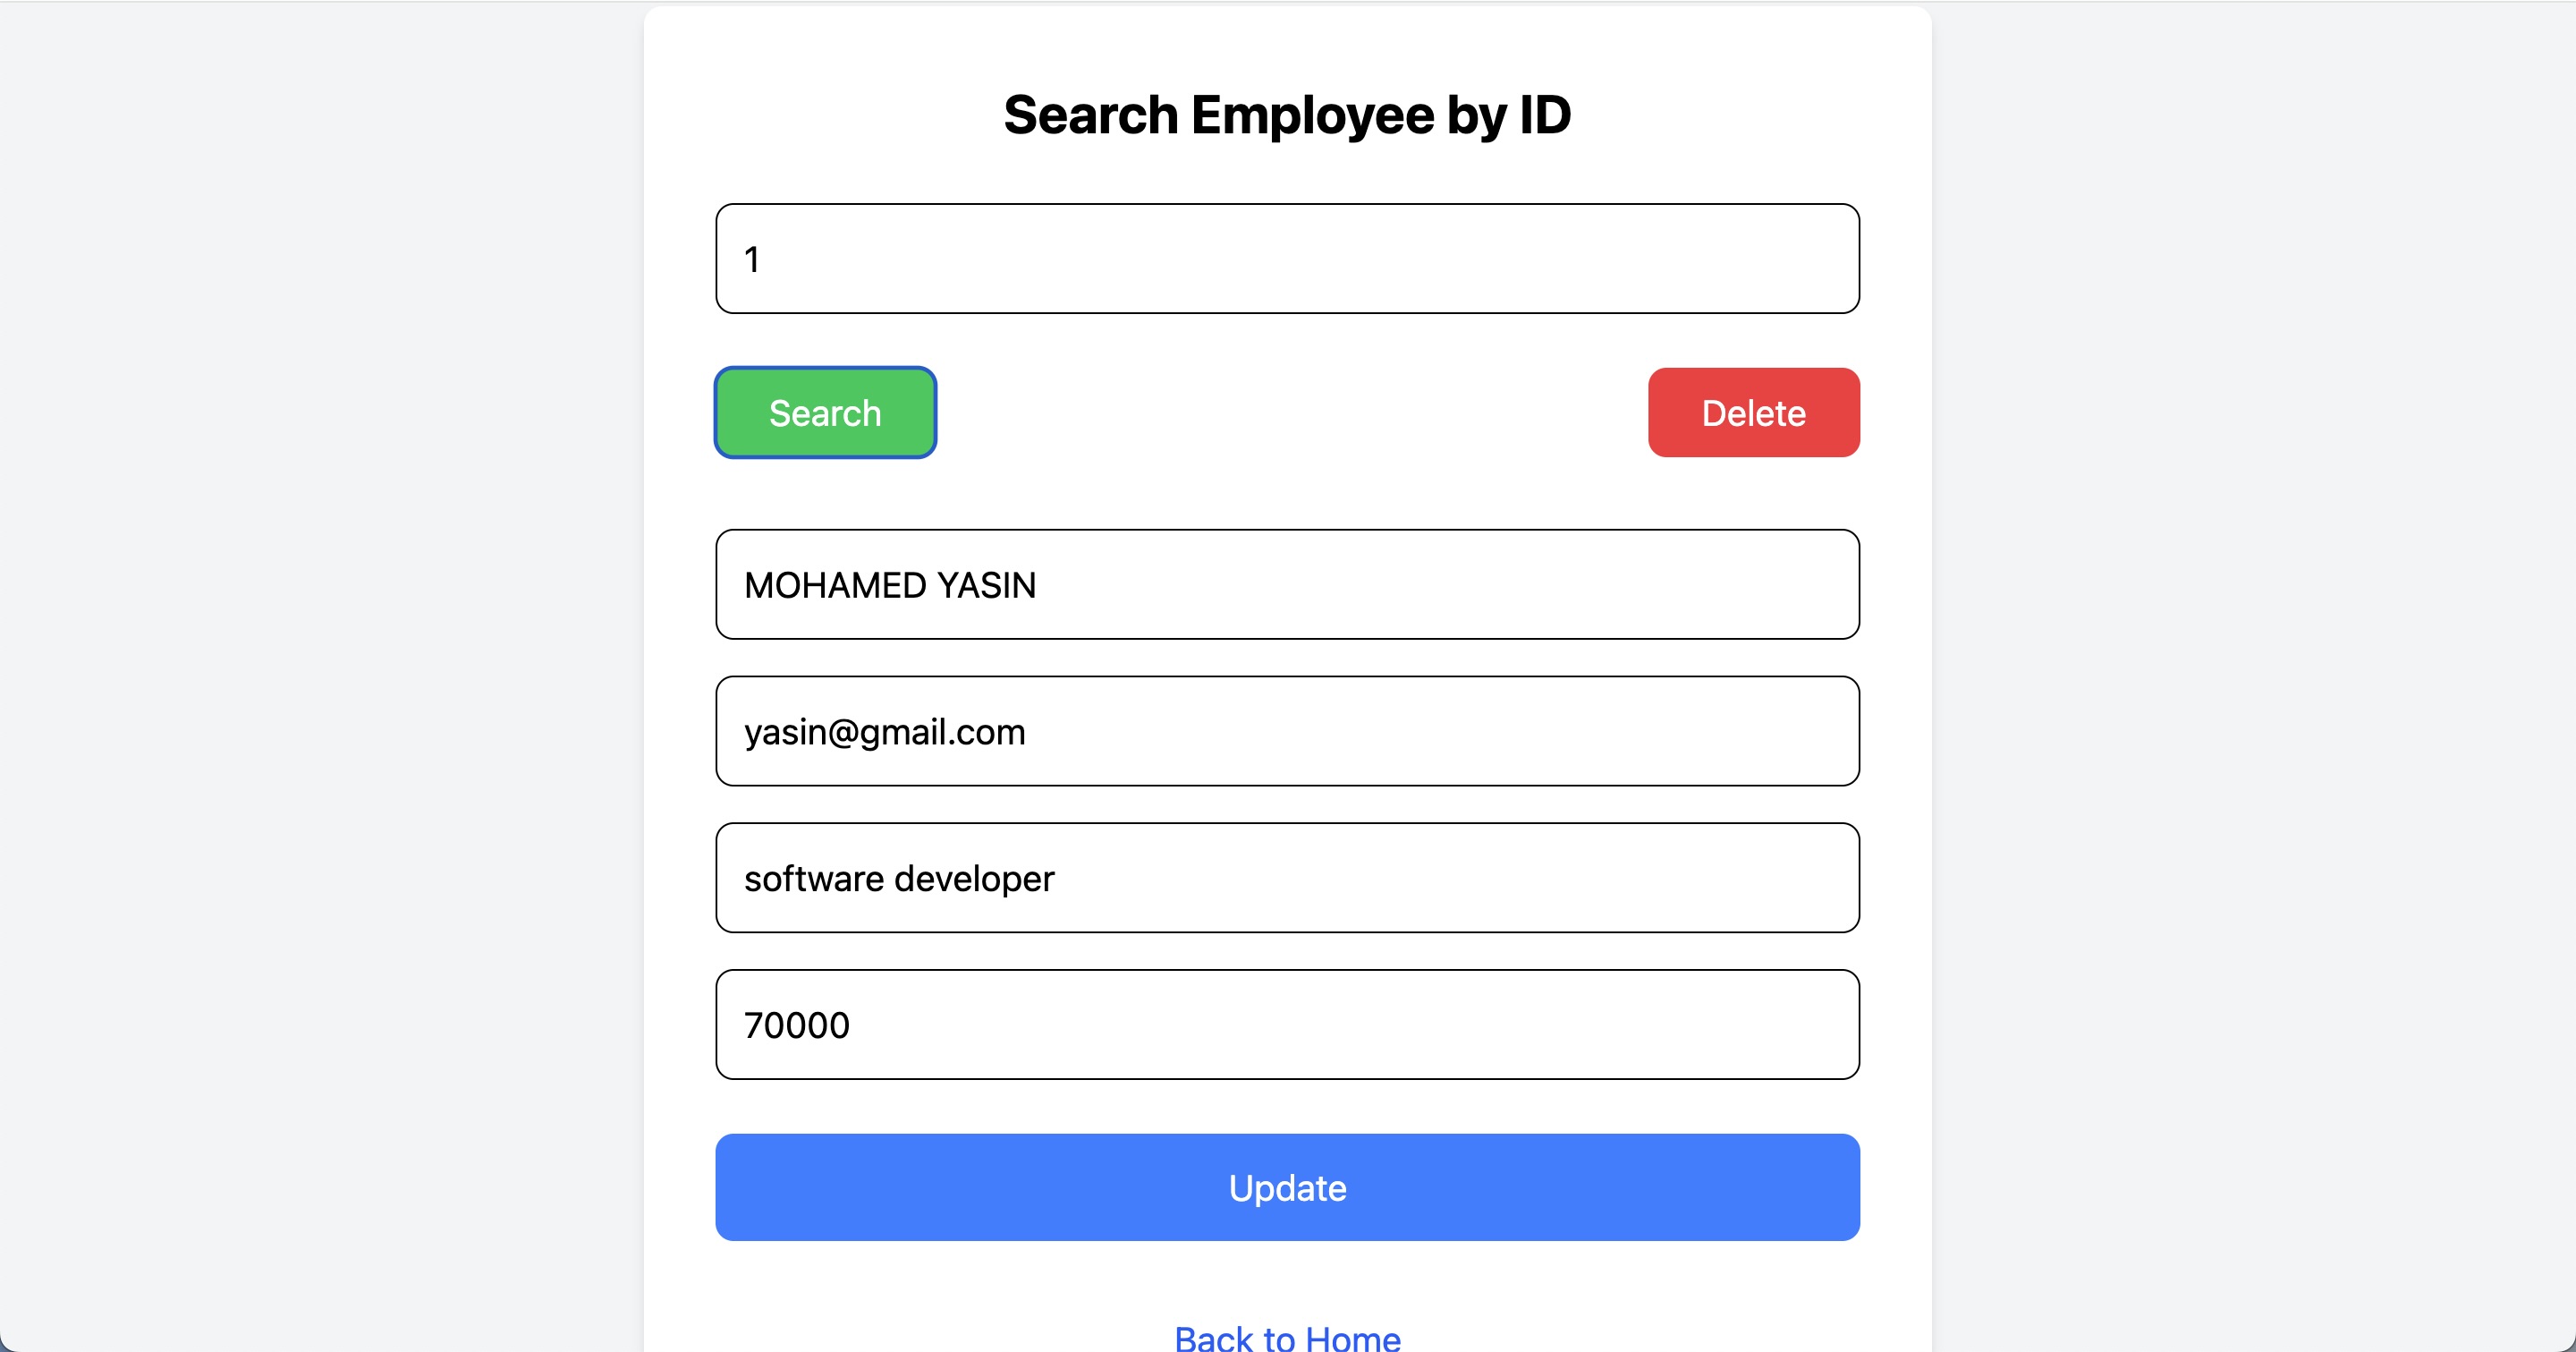 Search Employee by ID
1
Search Delete
MOHAMED YASIN
yasin@gmail.com
software developer
70000
Update
Back to Home